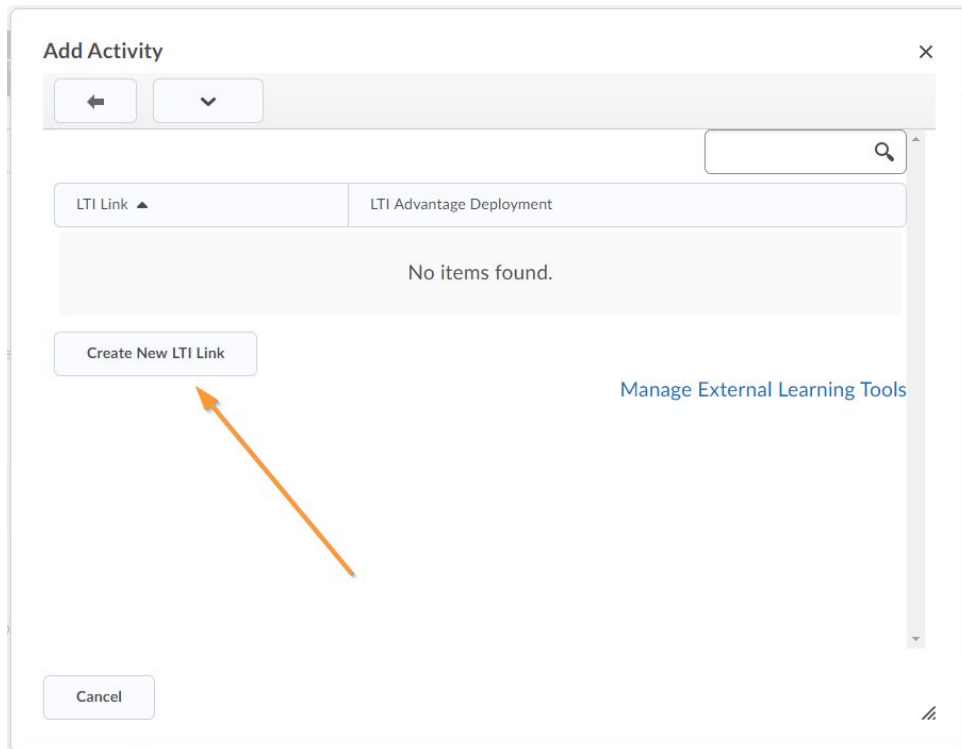 Add Activity
LTI Link
LTI Advantage Deployment
No items found.
Create New LTI Link
Manage External Learning Tools
Cancel